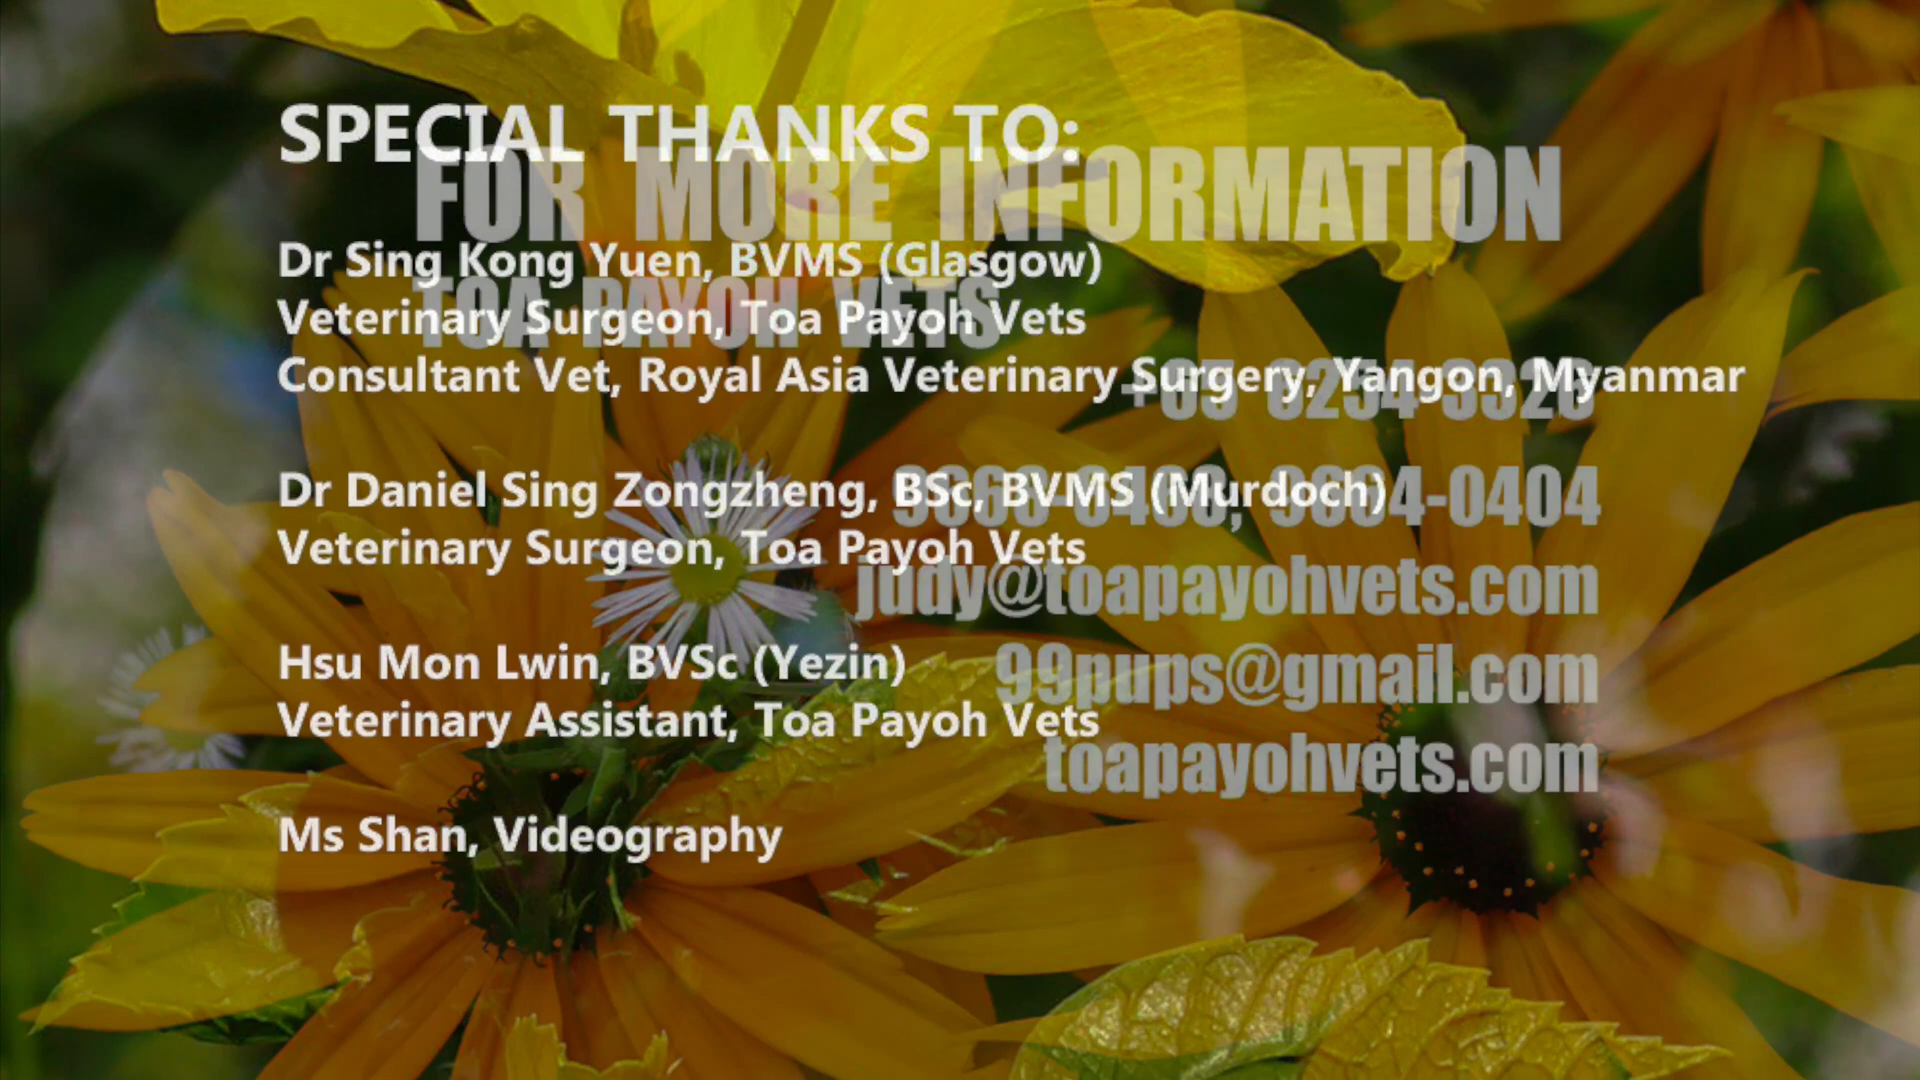 SPECIAL THANKS TO:
Dr Sing Kong Yuen, BVMS (Glasgow)
Veterinary Surgeon, Toa Payoh Vets
Consultant Vet, Royal Asia Veterinary Surgery, Yangon, Myanmar
Dr Daniel Sing Zongzheng, BSc, BVMS (Murdoch)
Veterinary Surgeon, Toa Payoh Vets
Hsu Mon Lwin, BVSc (Yezin)
Veterinary Assistant, Toa Payoh Vets
Ms Shan, Videography
FOR MORE INFORMATION
TOA PAYOH VETS
judy@toapayohvets.com
99pups@gmail.com
toapayohvets.com